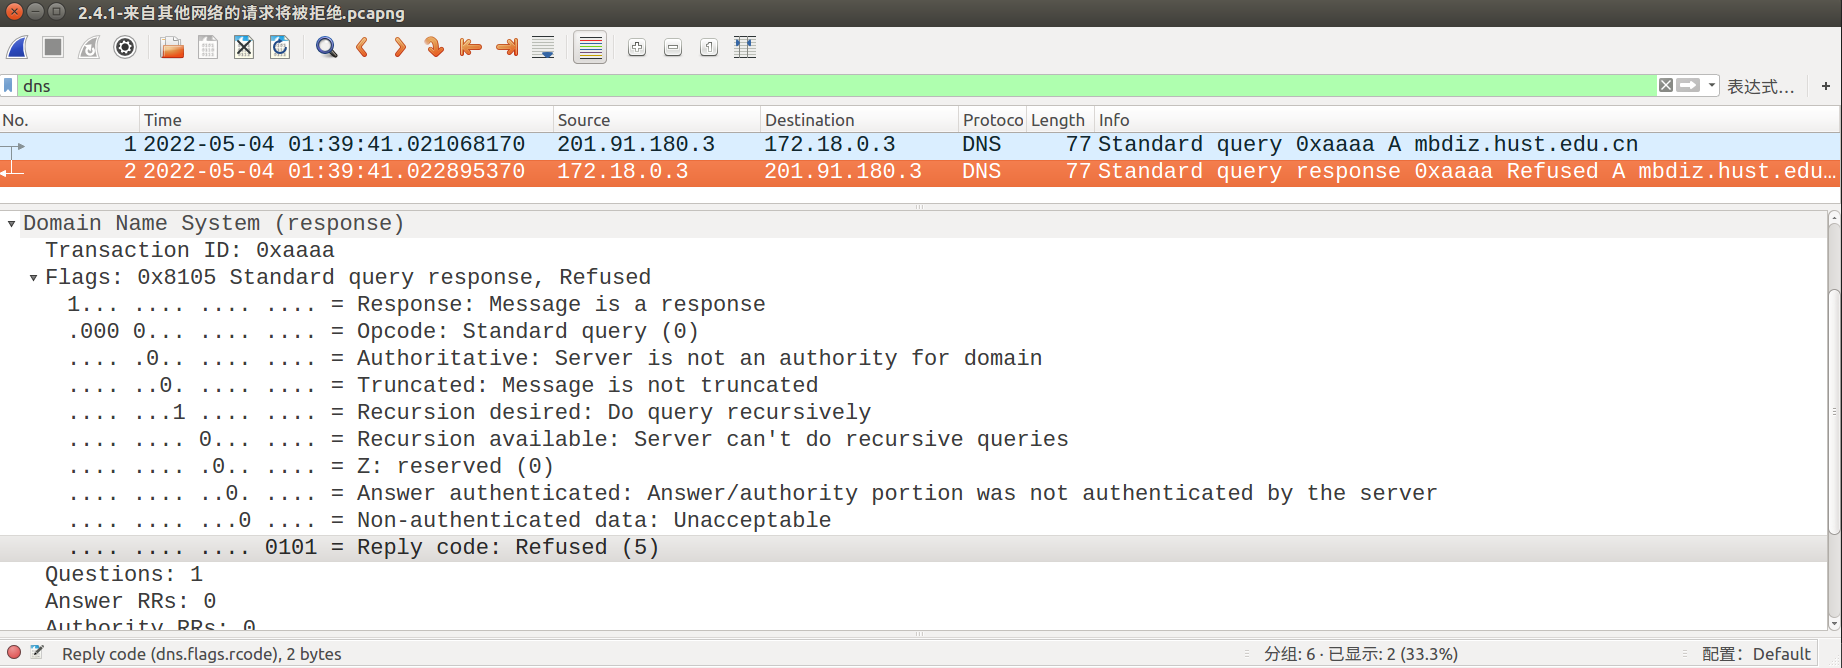 2.4.1-来自其他网络的请求将被拒绝.pcapng
dns 表达式… +
No. Time Source Destination Protoco Length Info
1 2022-05-04 01:39:41.021068170 201.91.180.3 172.18.0.3 DNS 77 Standard query 0xaaaa A mbdiz.hust.edu.cn
2 2022-05-04 01:39:41.022895370 172.18.0.3 201.91.180.3 DNS 77 Standard query response 0xaaaa Refused A mbdiz.hust.edu…
Domain Name System (response)
Transaction ID: 0xaaaa
Flags: 0x8105 Standard query response, Refused
1... .... .... .... = Response: Message is a response
.000 0... .... .... = Opcode: Standard query (0)
.... .0.. .... .... = Authoritative: Server is not an authority for domain
.... ..0. .... .... = Truncated: Message is not truncated
.... ...1 .... .... = Recursion desired: Do query recursively
.... .... 0... .... = Recursion available: Server can't do recursive queries
.... .... .0.. .... = Z: reserved (0)
.... .... ..0. .... = Answer authenticated: Answer/authority portion was not authenticated by the server
.... .... ...0 .... = Non-authenticated data: Unacceptable
.... .... .... 0101 = Reply code: Refused (5)
Questions: 1
Answer RRs: 0
Authority RRs: 0
Reply code (dns.flags.rcode), 2 bytes 分组: 6 · 已显示: 2 (33.3%) 配置: Default